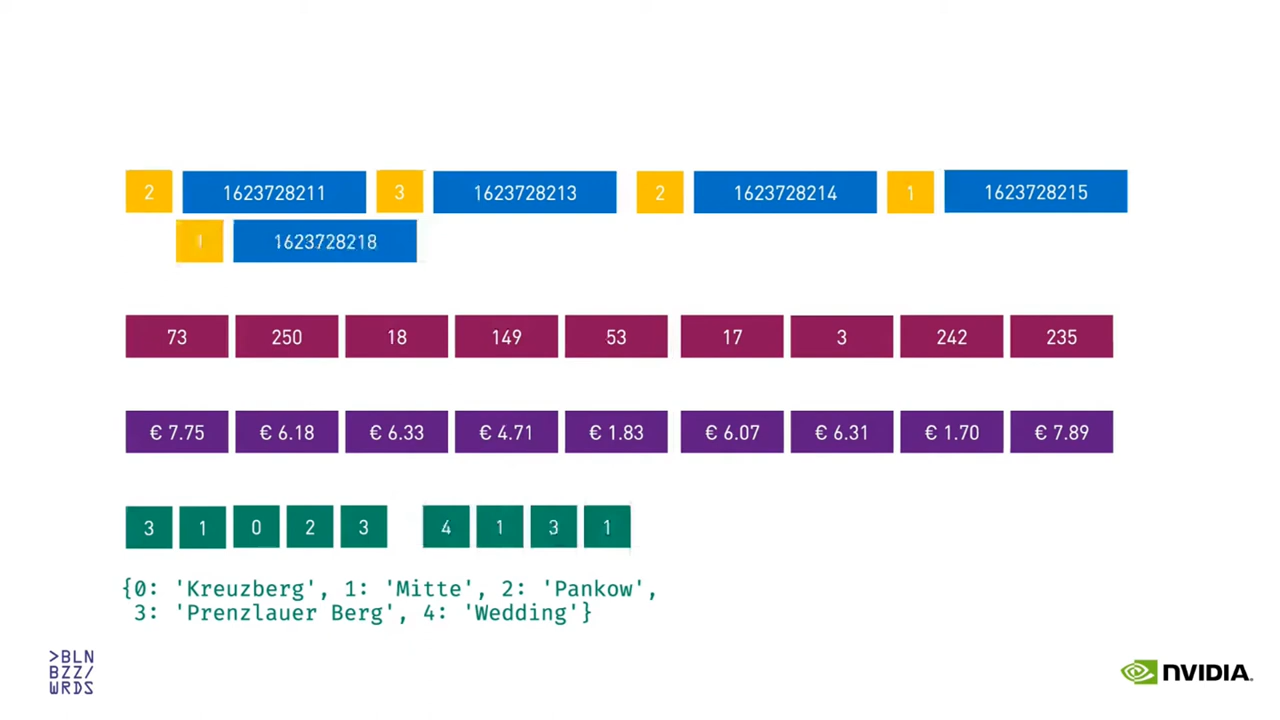 2 1623728211 3 1623728213 2 1623728214 1 1623728215
1 1623728218
73 250 18 149 53 17 3 242 235
€ 7.75 € 6.18 € 6.33 € 4.71 € 1.83 € 6.07 € 6.31 € 1.70 € 7.89
3 1 0 2 3 4 1 3 1
{0: 'Kreuzberg', 1: 'Mitte', 2: 'Pankow',
3: 'Prenzlauer Berg', 4: 'Wedding'}
>BLN
BZZ/
WRDS
NVIDIA.